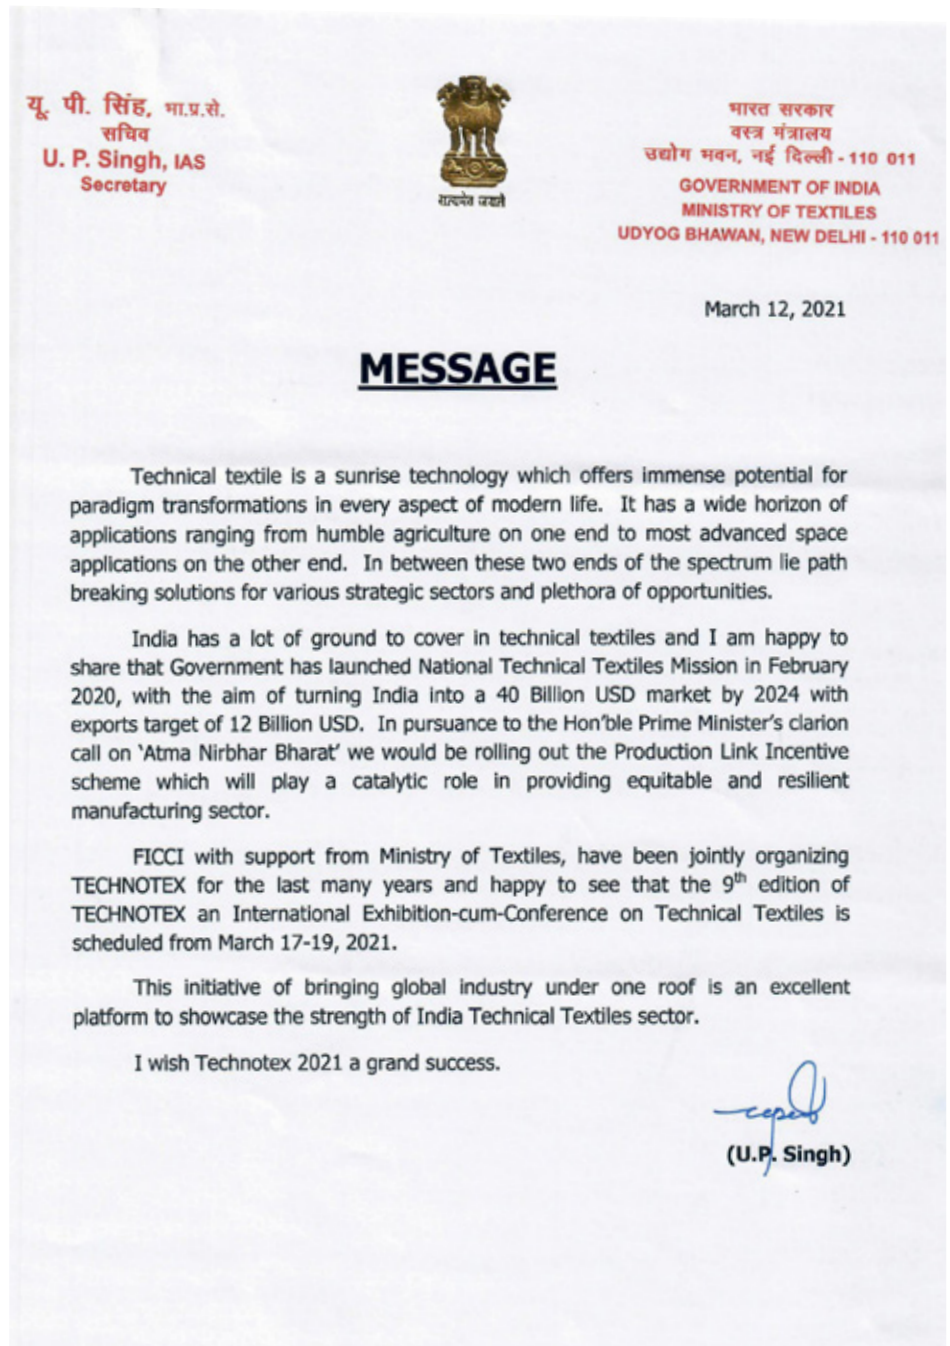 यू. पी. सिंह, भा.प्र.से.
सचिव
U. P. Singh, IAS
Secretary
सत्यमेव जयते
भारत सरकार
वस्त्र मंत्रालय
उद्योग भवन, नई दिल्ली - 110 011
GOVERNMENT OF INDIA
MINISTRY OF TEXTILES
UDYOG BHAWAN, NEW DELHI - 110 011
March 12, 2021
MESSAGE
Technical textile is a sunrise technology which offers immense potential for
paradigm transformations in every aspect of modern life. It has a wide horizon of
applications ranging from humble agriculture on one end to most advanced space
applications on the other end. In between these two ends of the spectrum lie path
breaking solutions for various strategic sectors and plethora of opportunities.
India has a lot of ground to cover in technical textiles and I am happy to
share that Government has launched National Technical Textiles Mission in February
2020, with the aim of turning India into a 40 Billion USD market by 2024 with
exports target of 12 Billion USD. In pursuance to the Hon'ble Prime Minister's clarion
call on 'Atma Nirbhar Bharat' we would be rolling out the Production Link Incentive
scheme which will play a catalytic role in providing equitable and resilient
manufacturing sector.
FICCI with support from Ministry of Textiles, have been jointly organizing
TECHNOTEX for the last many years and happy to see that the 9th edition of
TECHNOTEX an International Exhibition-cum-Conference on Technical Textiles is
scheduled from March 17-19, 2021.
This initiative of bringing global industry under one roof is an excellent
platform to showcase the strength of India Technical Textiles sector.
I wish Technotex 2021 a grand success.
(U.P. Singh)